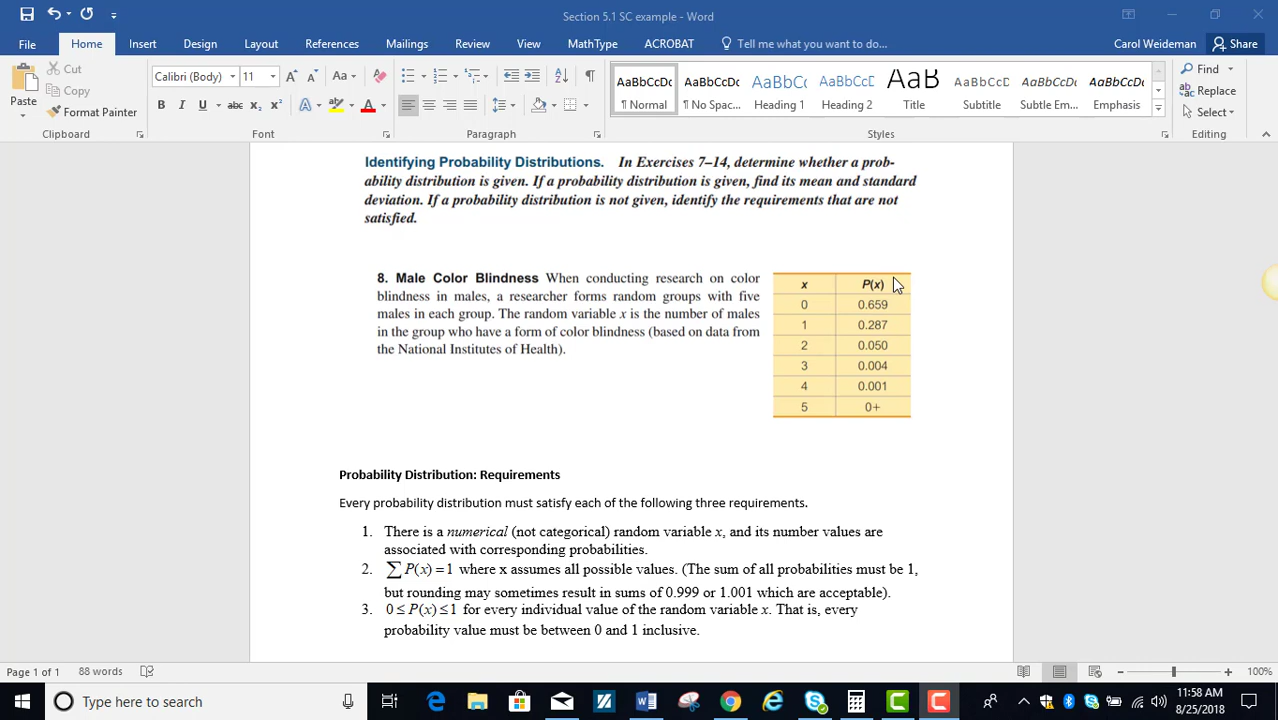 Section 5.1 SC example - Word
File Home Insert Design Layout References Mailings Review View MathType ACROBAT Tell me what you want to do... Carol Weideman Share
Paste Cut Copy Format Painter
Calibri (Body) 11 Aa
B I U abc x₂ x² A A
AaBbCcDc AaBbCcDc AaBbCc AaBbCcD AaB AaBbCcD AaBbCcDc AaBbCcDc
¶ Normal ¶ No Spac... Heading 1 Heading 2 Title Subtitle Subtle Em... Emphasis
Find Replace Select
Clipboard Font Paragraph Styles Editing
Identifying Probability Distributions. In Exercises 7–14, determine whether a prob-
ability distribution is given. If a probability distribution is given, find its mean and standard
deviation. If a probability distribution is not given, identify the requirements that are not
satisfied.
8. Male Color Blindness When conducting research on color
blindness in males, a researcher forms random groups with five
males in each group. The random variable x is the number of males
in the group who have a form of color blindness (based on data from
the National Institutes of Health).
x P(x)
0 0.659
1 0.287
2 0.050
3 0.004
4 0.001
5 0+
Probability Distribution: Requirements
Every probability distribution must satisfy each of the following three requirements.
1. There is a numerical (not categorical) random variable x, and its number values are
associated with corresponding probabilities.
2. ∑ P(x) = 1 where x assumes all possible values. (The sum of all probabilities must be 1,
but rounding may sometimes result in sums of 0.999 or 1.001 which are acceptable).
3. 0 ≤ P(x) ≤ 1 for every individual value of the random variable x. That is, every
probability value must be between 0 and 1 inclusive.
Page 1 of 1 88 words 100%
Type here to search
11:58 AM
8/25/2018